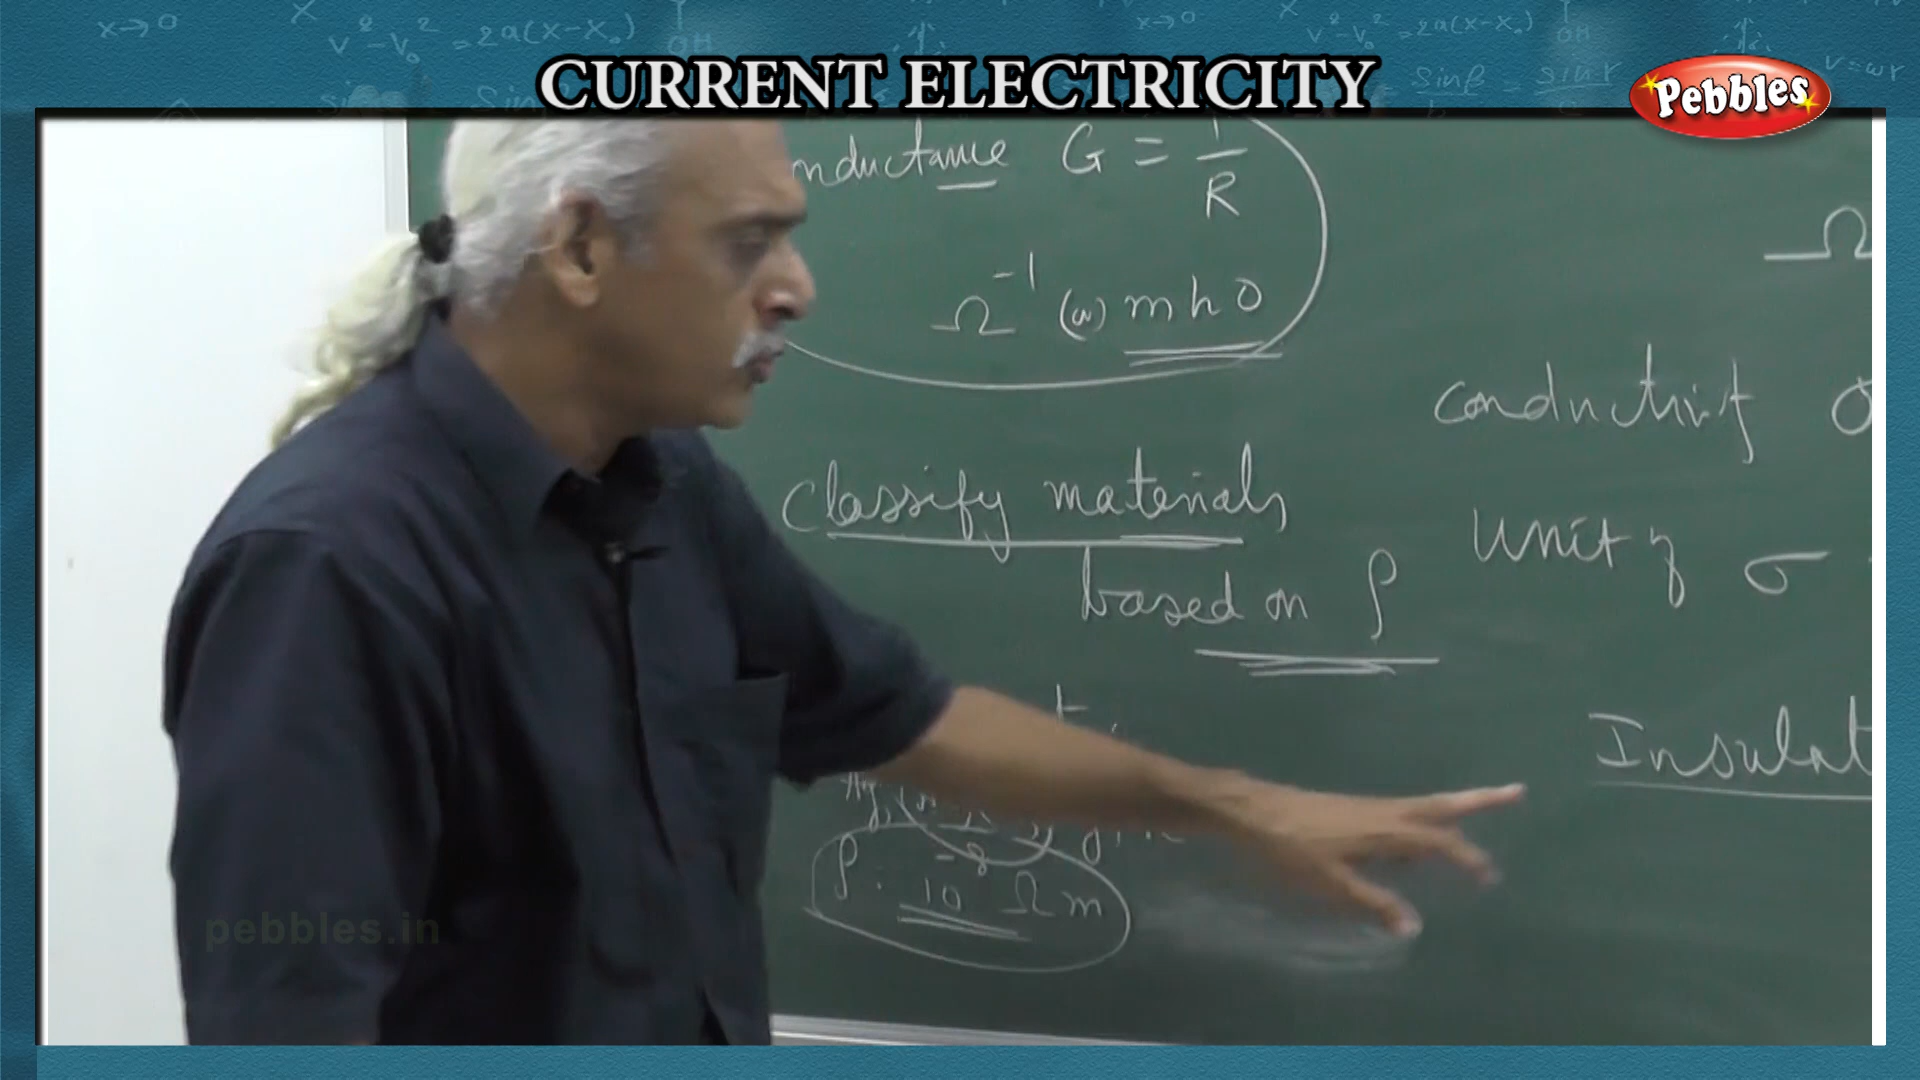 CURRENT ELECTRICITY
Pebbles
nductance G = 1/R
Ω
Ω⁻¹ (or) mho
conductivity σ
classify materials
unit of σ
based on ρ
Insulat
ρ : 10⁻⁸ Ω m
pebbles.in